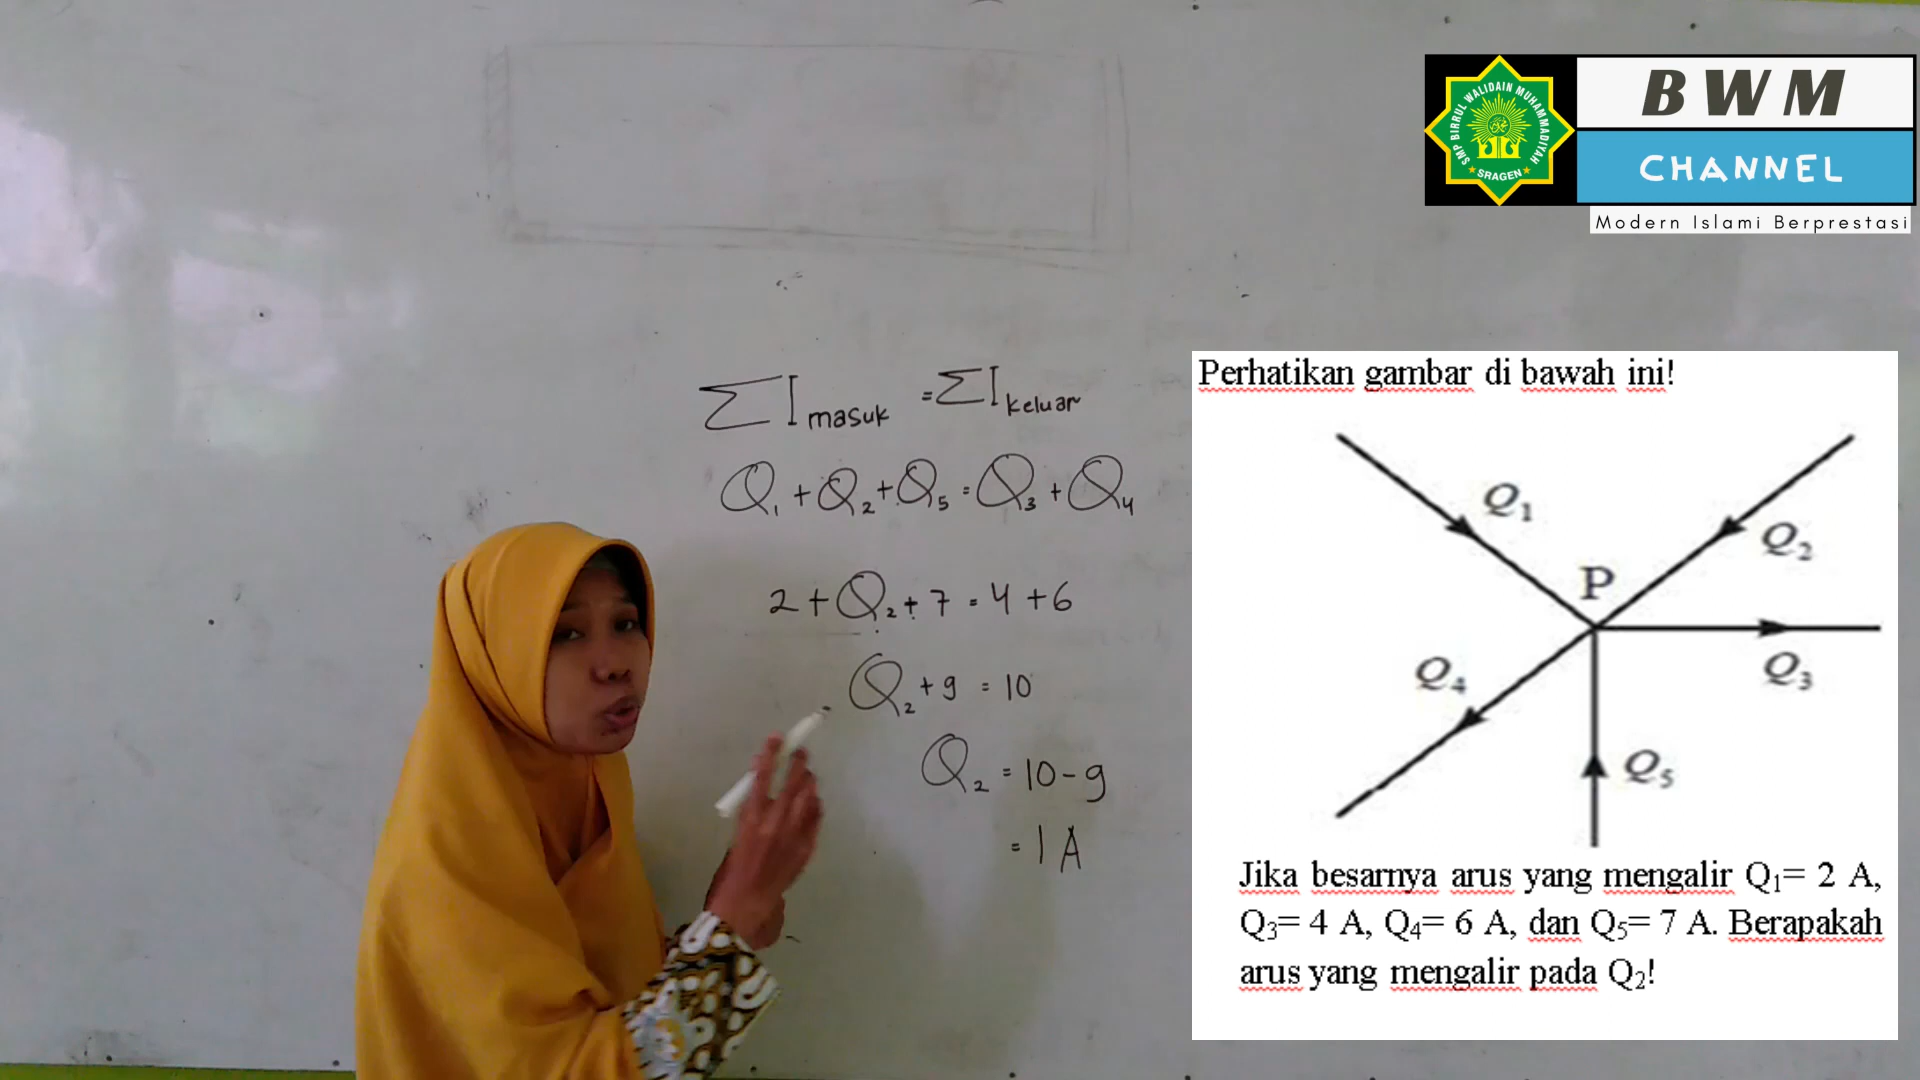 BWM
CHANNEL
Modern Islami Berprestasi
SMP BIRRUL WALIDAIN MUHAMMADIYAH
SRAGEN
∑I masuk = ∑I keluar
Q₁ + Q₂ + Q₅ = Q₃ + Q₄
2 + Q₂ + 7 = 4 + 6
Q₂ + 9 = 10
Q₂ = 10 - 9
= 1 A
Perhatikan gambar di bawah ini!
Q₁
Q₂
P
Q₃
Q₄
Q₅
Jika besarnya arus yang mengalir Q₁= 2 A,
Q₃= 4 A, Q₄= 6 A, dan Q₅= 7 A. Berapakah
arus yang mengalir pada Q₂!